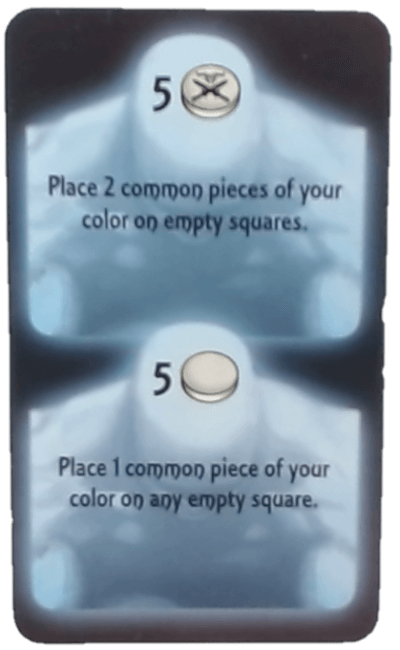 5
Place 2 common pieces of your
color on empty squares.
5
Place 1 common piece of your
color on any empty square.